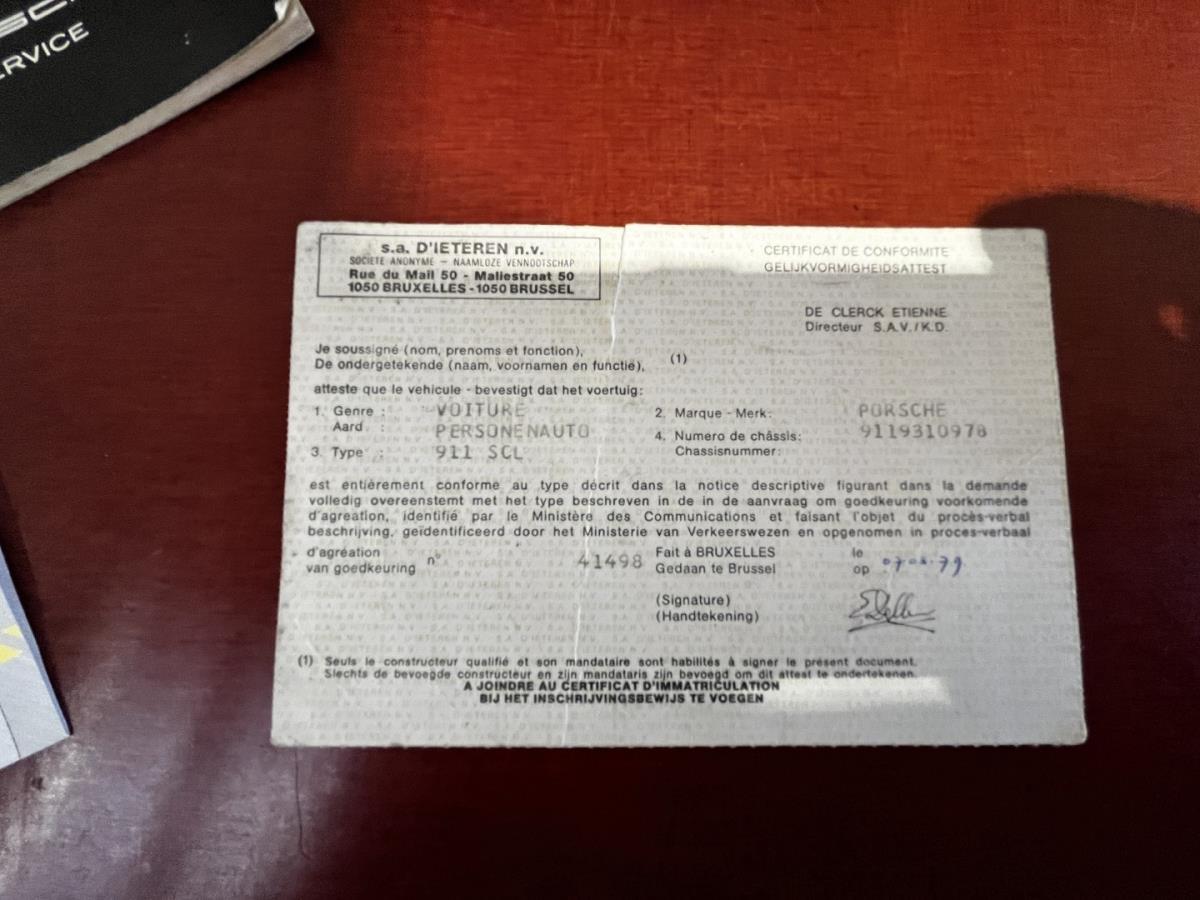 SC
ERVICE
s.a. D'IETEREN n.v.
SOCIETE ANONYME - NAAMLOZE VENNOOTSCHAP
Rue du Mail 50 - Maliestraat 50
1050 BRUXELLES - 1050 BRUSSEL
CERTIFICAT DE CONFORMITE
GELIJKVORMIGHEIDSATTEST
DE CLERCK ETIENNE
Directeur S.A.V./K.D.
Je soussigné (nom, prenoms et fonction),
De ondergetekende (naam, voornamen en functie), (1)
atteste que le vehicule - bevestigt dat het voertuig:
1. Genre : VOITURE 2. Marque - Merk: PORSCHE
Aard : PERSONENAUTO 4. Numero de châssis: 9119310978
3. Type : 911 SCL Chassisnummer:
est entièrement conforme au type décrit dans la notice descriptive figurant dans la demande
volledig overeenstemt met het type beschreven in de in de aanvraag om goedkeuring voorkomende
d'agreation, identifié par le Ministère des Communications et faisant l'objet du procès-verbal
beschrijving, geïdentificeerd door het Ministerie van Verkeerswezen en opgenomen in proces-verbaal
d'agréation n° 41498 Fait à BRUXELLES le
van goedkeuring Gedaan te Brussel op
(Signature)
(Handtekening)
(1) Seuls le constructeur qualifié et son mandataire sont habilités à signer le présent document.
Slechts de bevoegde constructeur en zijn mandataris zijn bevoegd om dit attest te ondertekenen.
A JOINDRE AU CERTIFICAT D'IMMATRICULATION
BIJ HET INSCHRIJVINGSBEWIJS TE VOEGEN